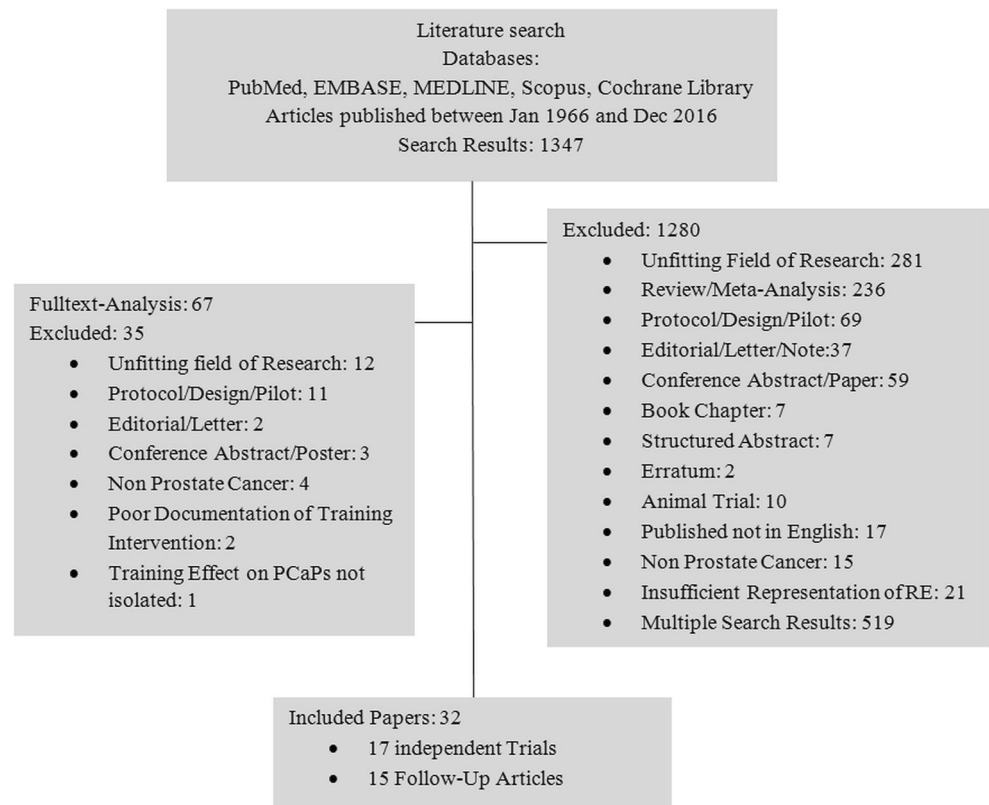 Literature search
Databases:
PubMed, EMBASE, MEDLINE, Scopus, Cochrane Library
Articles published between Jan 1966 and Dec 2016
Search Results: 1347
Excluded: 1280
• Unfitting Field of Research: 281
• Review/Meta-Analysis: 236
• Protocol/Design/Pilot: 69
• Editorial/Letter/Note:37
• Conference Abstract/Paper: 59
• Book Chapter: 7
• Structured Abstract: 7
• Erratum: 2
• Animal Trial: 10
• Published not in English: 17
• Non Prostate Cancer: 15
• Insufficient Representation of RE: 21
• Multiple Search Results: 519
Fulltext-Analysis: 67
Excluded: 35
• Unfitting field of Research: 12
• Protocol/Design/Pilot: 11
• Editorial/Letter: 2
• Conference Abstract/Poster: 3
• Non Prostate Cancer: 4
• Poor Documentation of Training
Intervention: 2
• Training Effect on PCaPs not
isolated: 1
Included Papers: 32
• 17 independent Trials
• 15 Follow-Up Articles